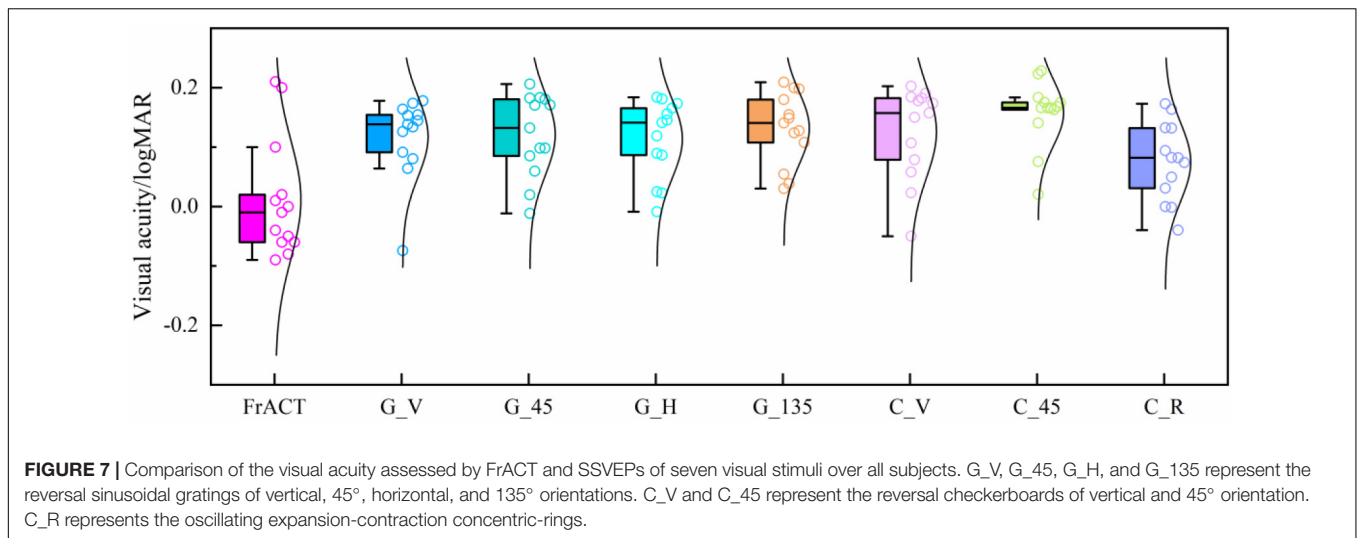 Visual acuity/logMAR
0.2
0.0
-0.2
FrACT G_V G_45 G_H G_135 C_V C_45 C_R
FIGURE 7 | Comparison of the visual acuity assessed by FrACT and SSVEPs of seven visual stimuli over all subjects. G_V, G_45, G_H, and G_135 represent the
reversal sinusoidal gratings of vertical, 45°, horizontal, and 135° orientations. C_V and C_45 represent the reversal checkerboards of vertical and 45° orientation.
C_R represents the oscillating expansion-contraction concentric-rings.